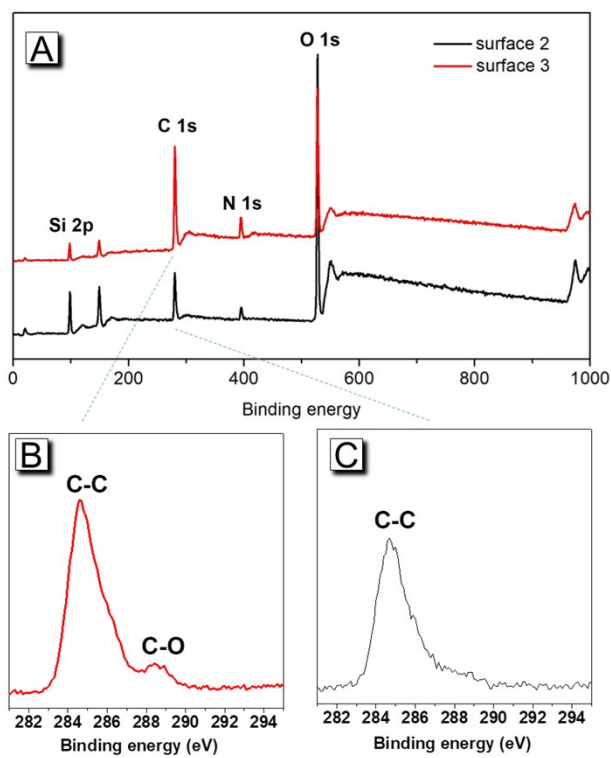 A
O 1s
surface 2
surface 3
C 1s
N 1s
Si 2p
0 200 400 600 800 1000
Binding energy
B
C-C
C-O
282 284 286 288 290 292 294
Binding energy (eV)
C
C-C
282 284 286 288 290 292 294
Binding energy (eV)